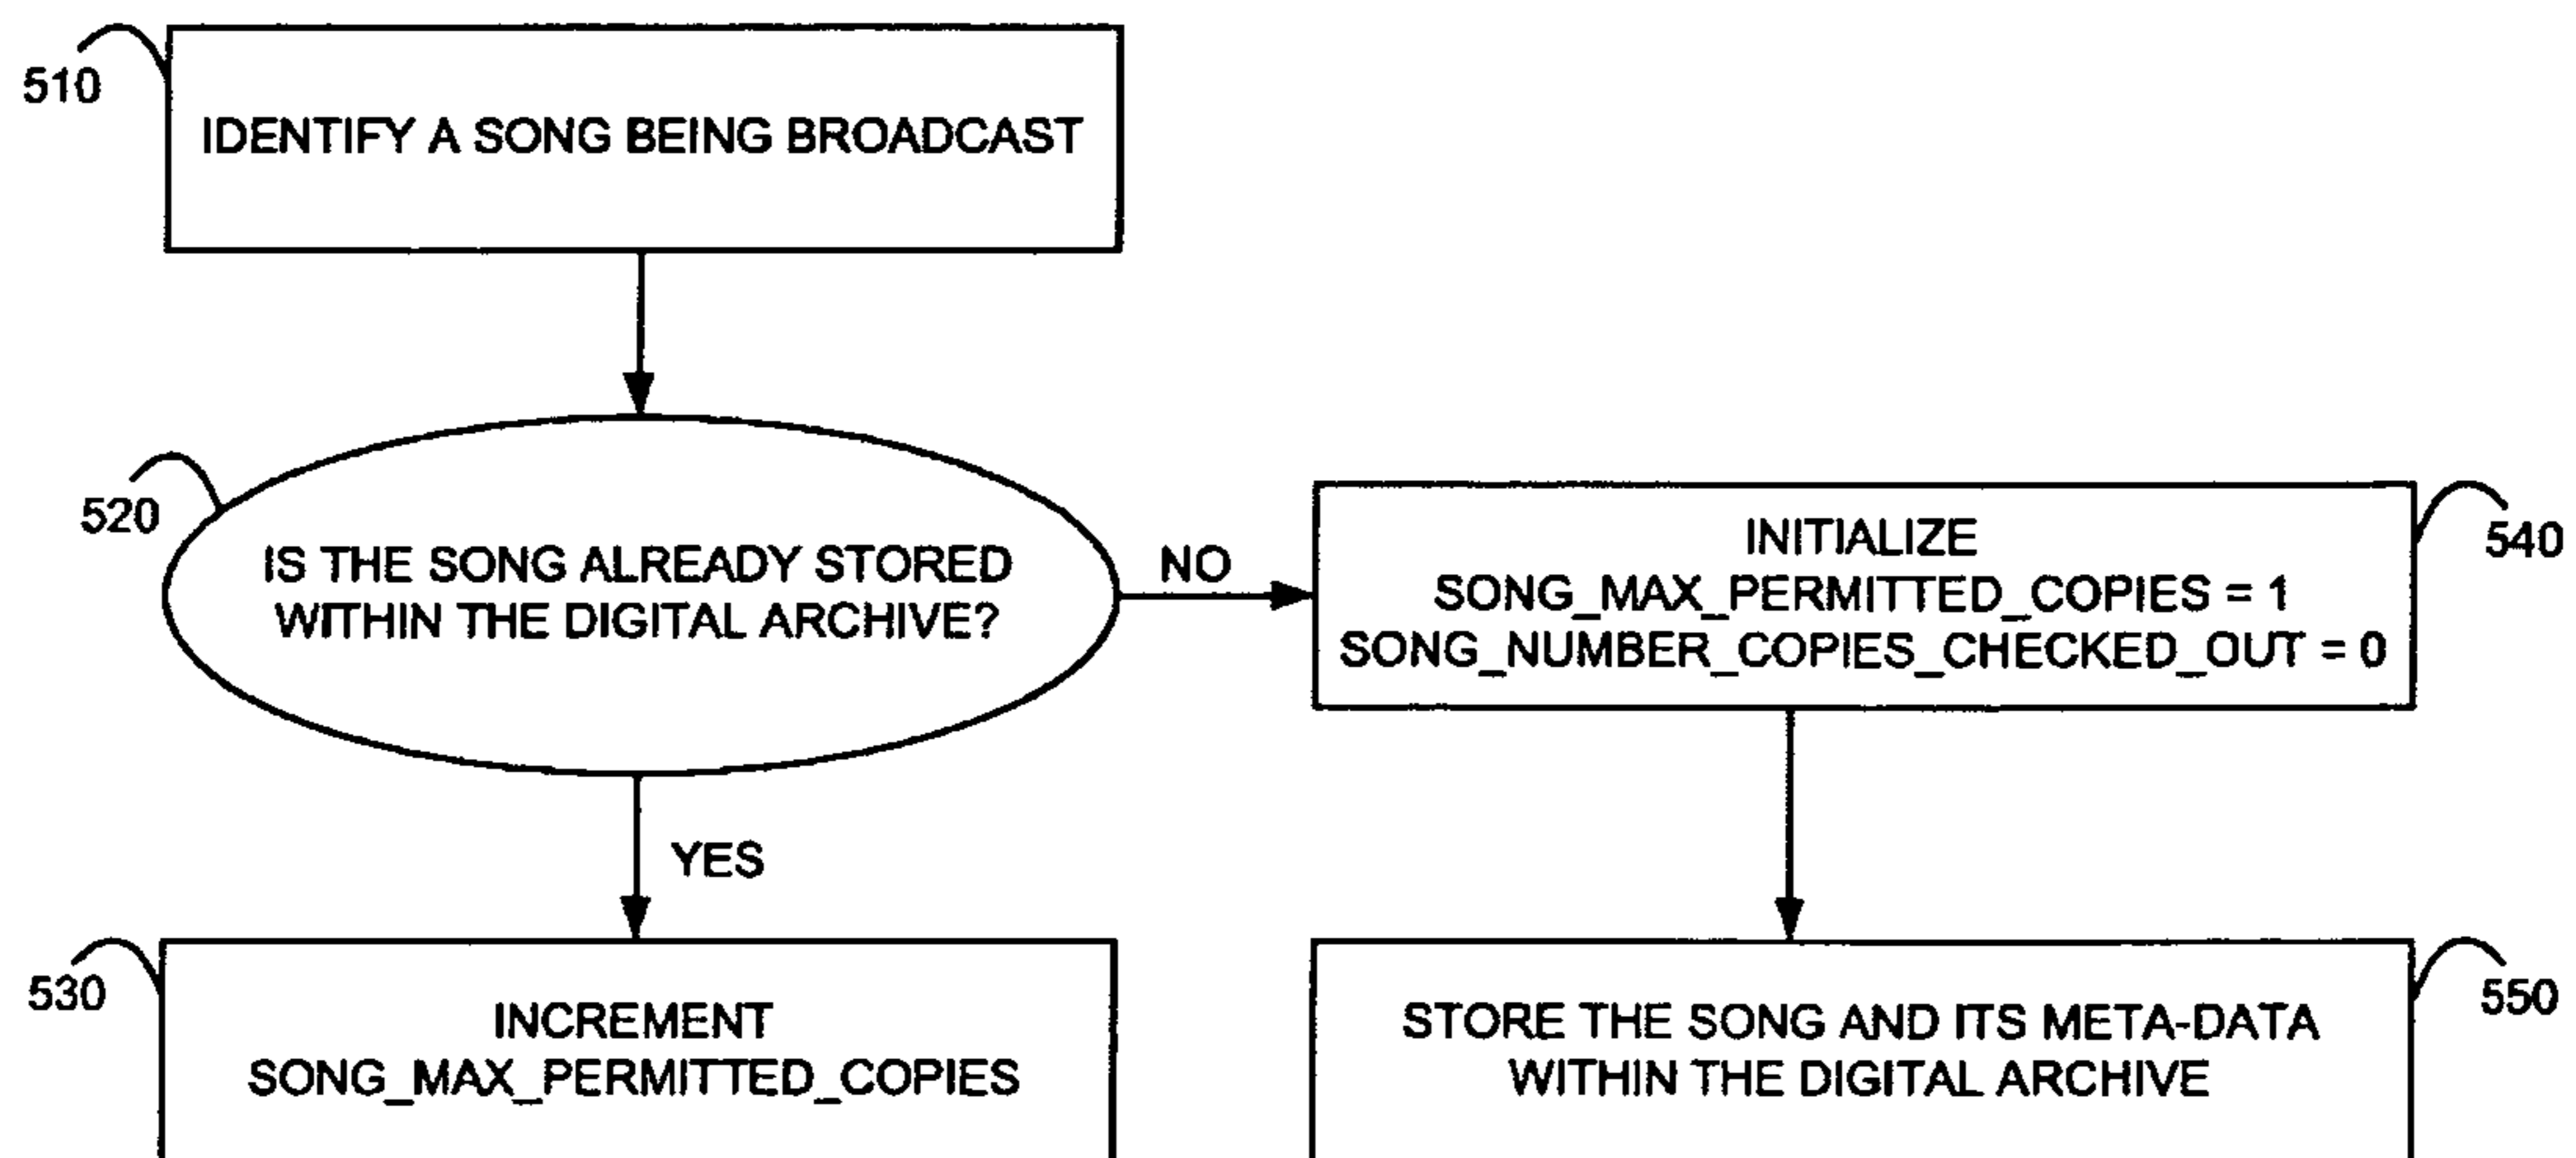 510
IDENTIFY A SONG BEING BROADCAST
520
IS THE SONG ALREADY STORED
WITHIN THE DIGITAL ARCHIVE?
NO
INITIALIZE
SONG_MAX_PERMITTED_COPIES = 1
SONG_NUMBER_COPIES_CHECKED_OUT = 0
540
YES
530
INCREMENT
SONG_MAX_PERMITTED_COPIES
STORE THE SONG AND ITS META-DATA
WITHIN THE DIGITAL ARCHIVE
550